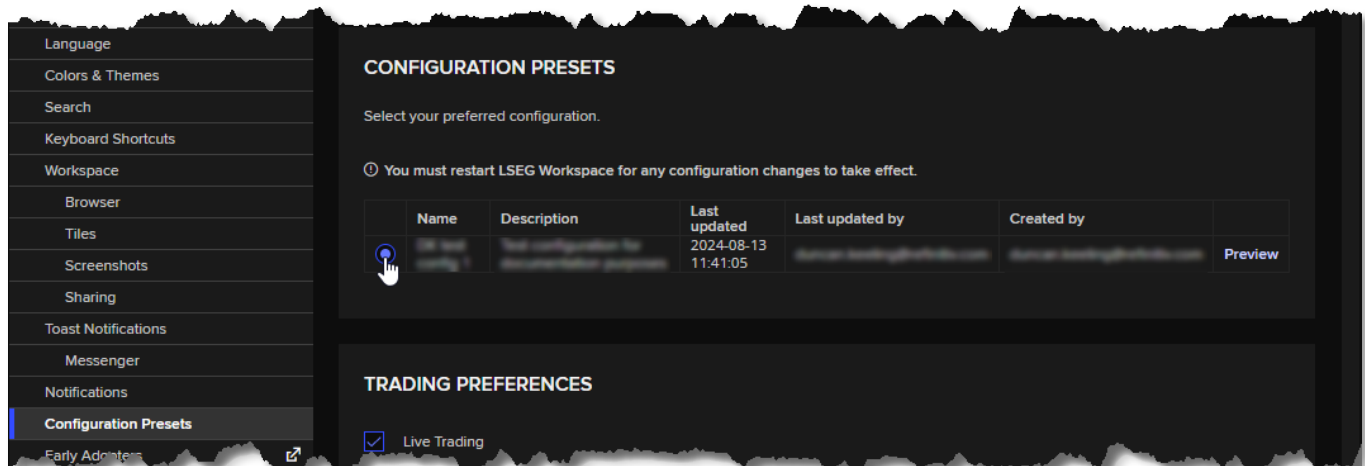 Language
Colors & Themes
Search
Keyboard Shortcuts
Workspace
Browser
Tiles
Screenshots
Sharing
Toast Notifications
Messenger
Notifications
Configuration Presets
Early Adopters
CONFIGURATION PRESETS
Select your preferred configuration.
You must restart LSEG Workspace for any configuration changes to take effect.
Name Description Last updated Last updated by Created by
2024-08-13 Preview
11:41:05
TRADING PREFERENCES
Live Trading